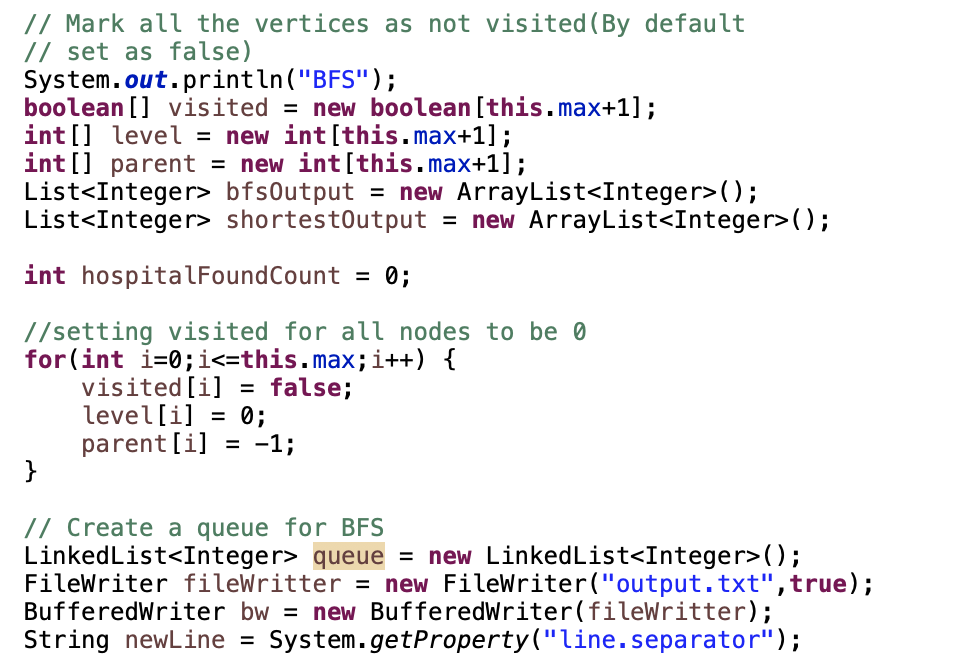 // Mark all the vertices as not visited(By default
// set as false)
System.out.println("BFS");
boolean[] visited = new boolean[this.max+1];
int[] level = new int[this.max+1];
int[] parent = new int[this.max+1];
List<Integer> bfsOutput = new ArrayList<Integer>();
List<Integer> shortestOutput = new ArrayList<Integer>();

int hospitalFoundCount = 0;

//setting visited for all nodes to be 0
for(int i=0;i<=this.max;i++) {
    visited[i] = false;
    level[i] = 0;
    parent[i] = -1;
}

// Create a queue for BFS
LinkedList<Integer> queue = new LinkedList<Integer>();
FileWriter fileWritter = new FileWriter("output.txt",true);
BufferedWriter bw = new BufferedWriter(fileWritter);
String newLine = System.getProperty("line.separator");